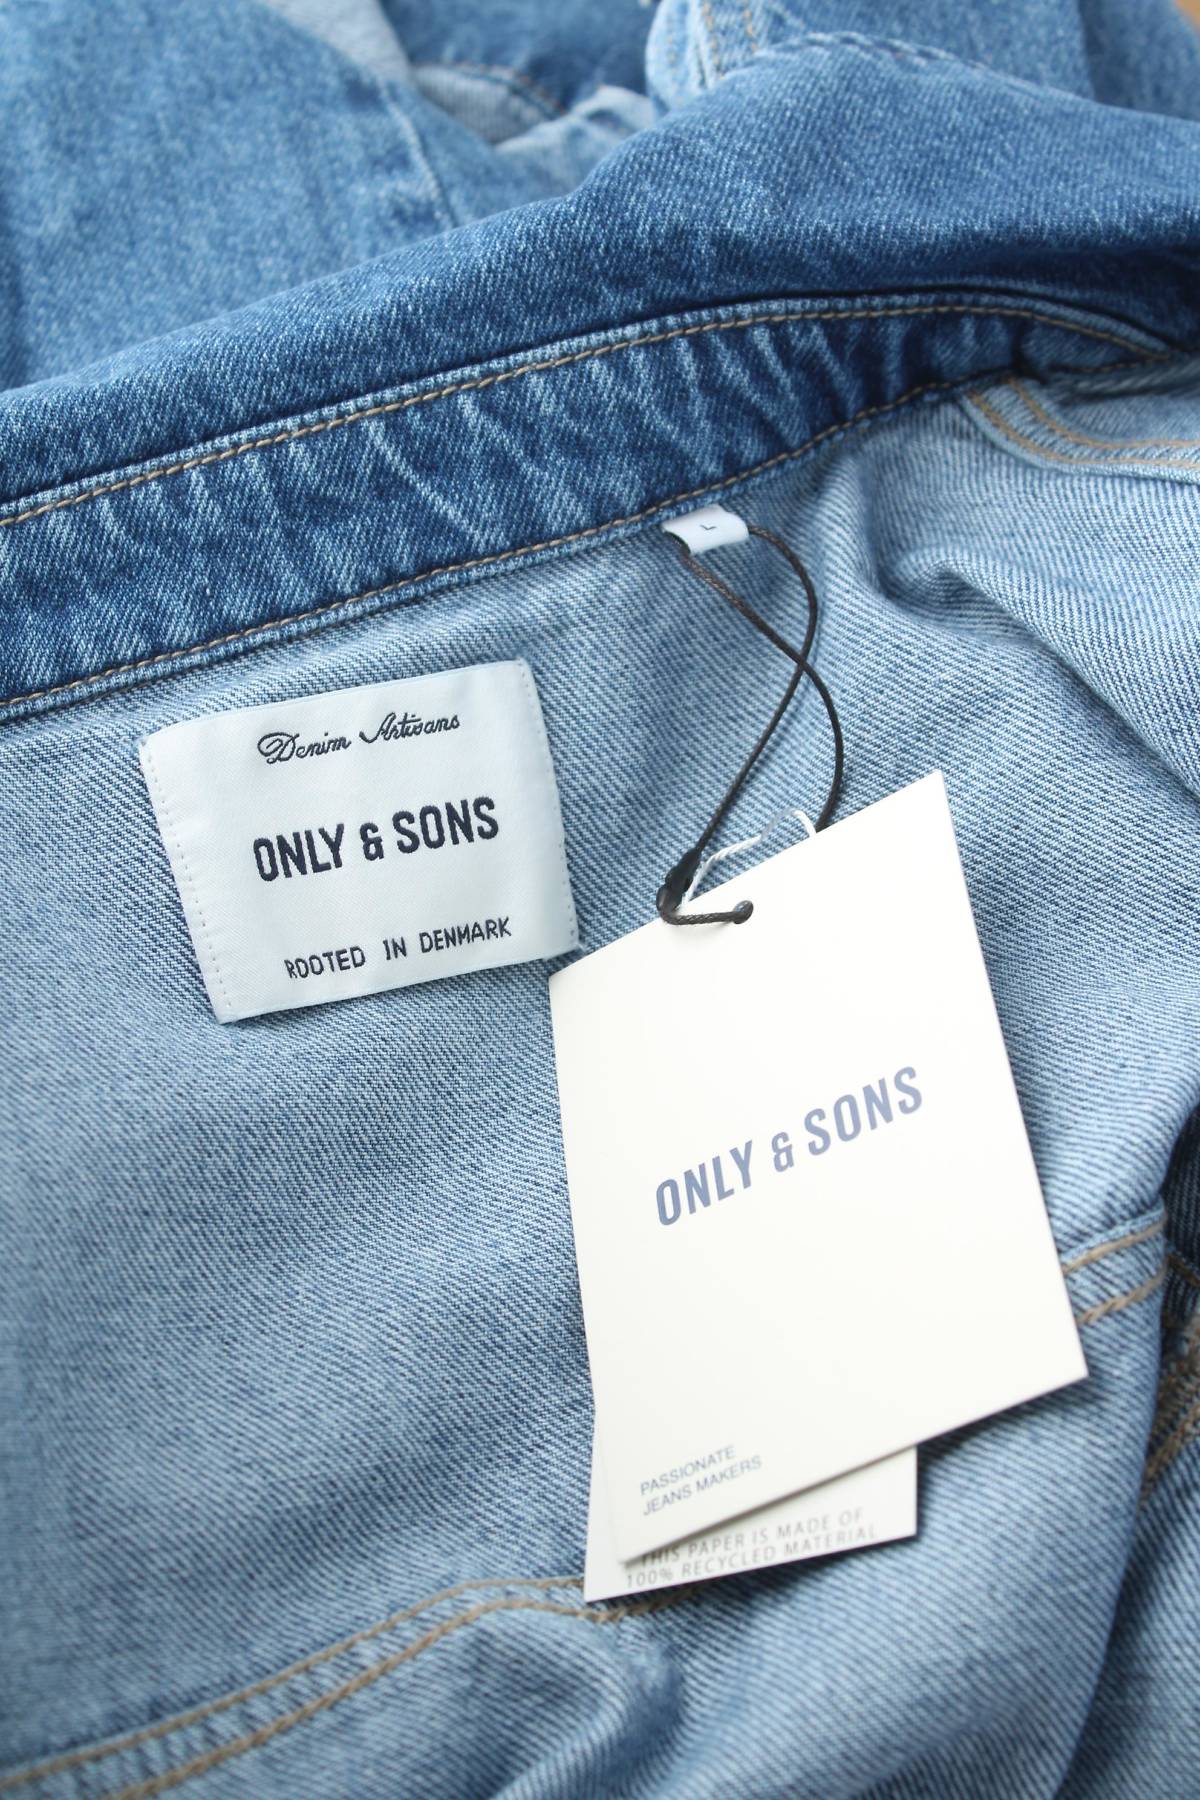 L
Denim Artisans
ONLY & SONS
ROOTED IN DENMARK
ONLY & SONS
PASSIONATE
JEANS MAKERS
THIS PAPER IS MADE OF
100% RECYCLED MATERIAL